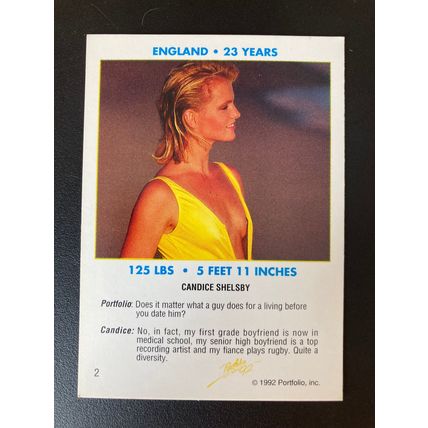 ENGLAND • 23 YEARS
125 LBS • 5 FEET 11 INCHES
CANDICE SHELSBY
Portfolio: Does it matter what a guy does for a living before
you date him?
Candice: No, in fact, my first grade boyfriend is now in
medical school, my senior high boyfriend is a top
recording artist and my fiance plays rugby. Quite a
diversity.
2
© 1992 Portfolio, inc.